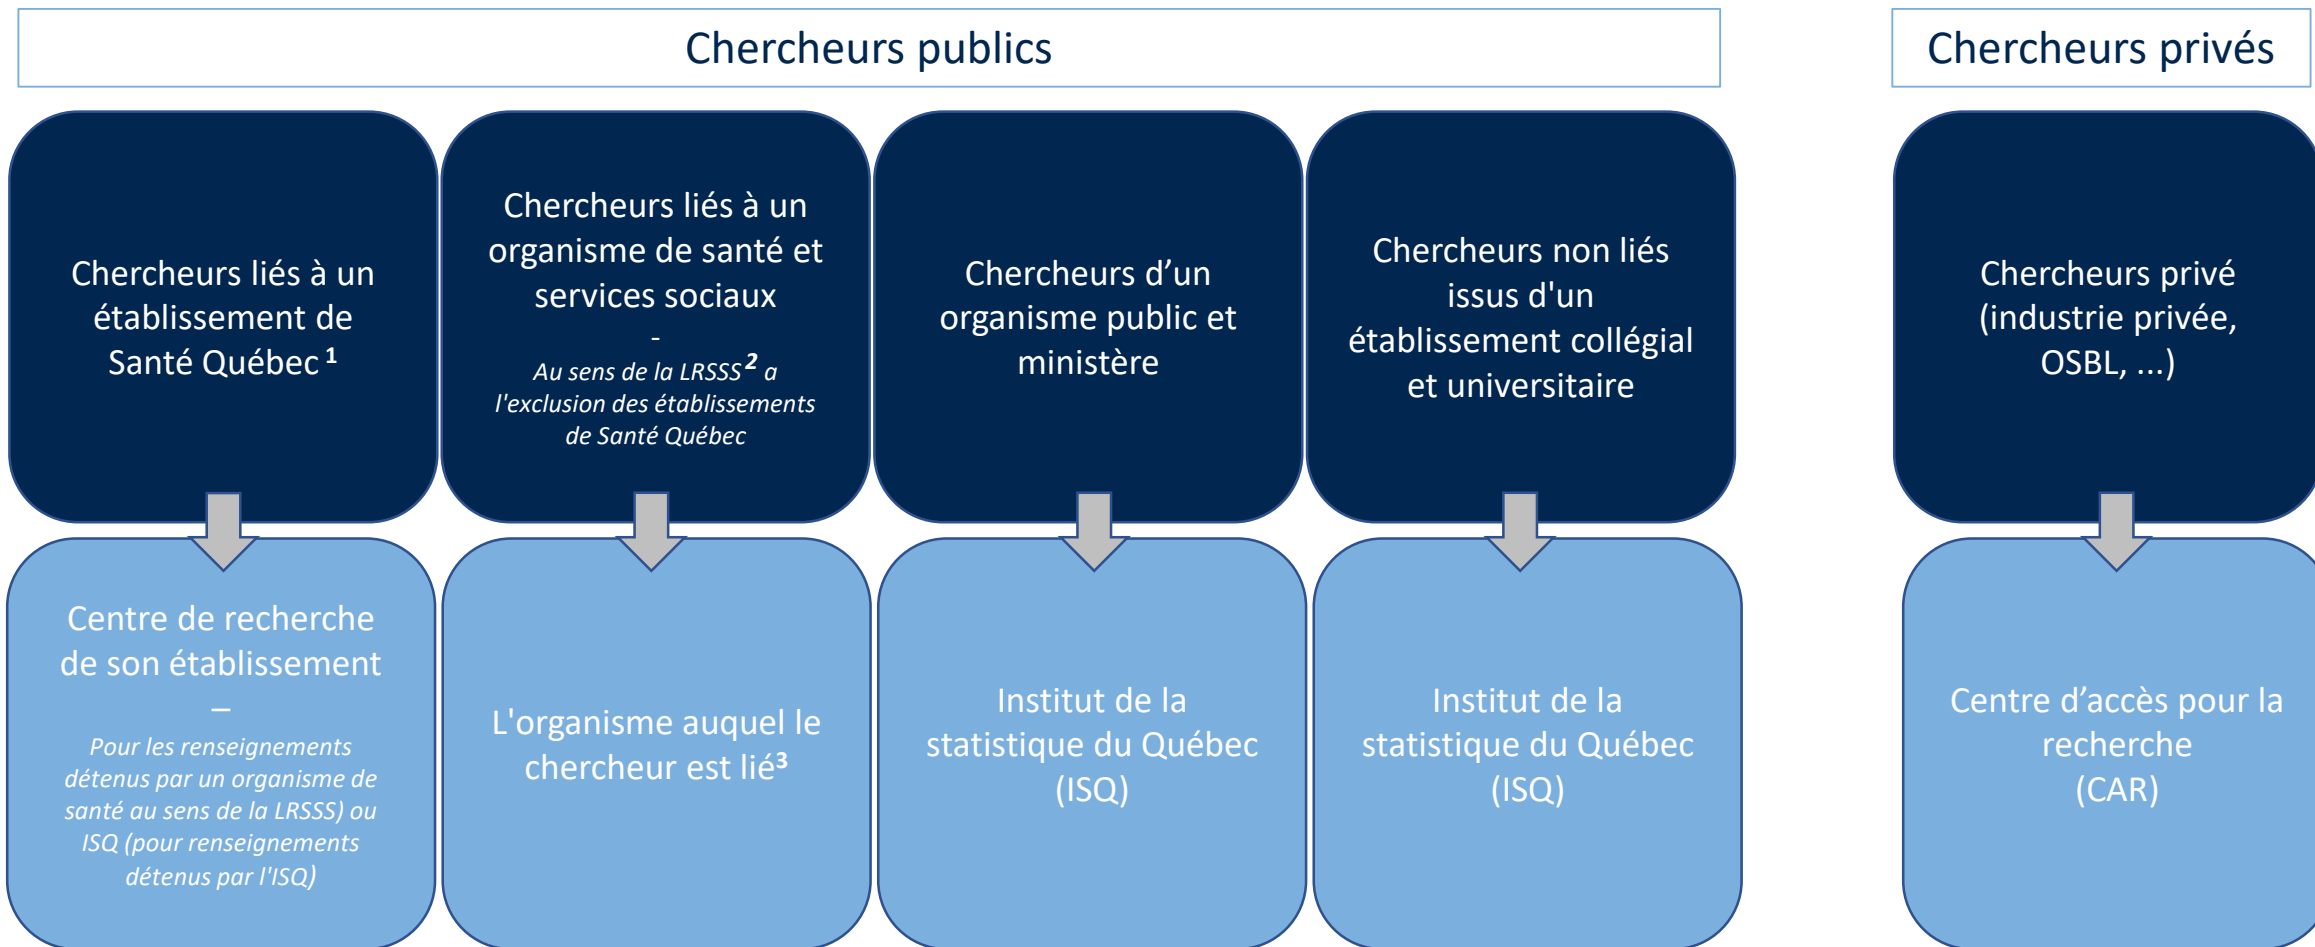 Chercheurs publics
Chercheurs privés
Chercheurs liés à un
établissement de
Santé Québec 1
Chercheurs liés à un
organisme de santé et
services sociaux
-
Au sens de la LRSSS 2 a
l'exclusion des établissements
de Santé Québec
Chercheurs d’un
organisme public et
ministère
Chercheurs non liés
issus d'un
établissement collégial
et universitaire
Chercheurs privé
(industrie privée,
OSBL, ...)
Centre de recherche
de son établissement
–
Pour les renseignements
détenus par un organisme de
santé au sens de la LRSSS) ou
ISQ (pour renseignements
détenus par l'ISQ)
L'organisme auquel le
chercheur est lié3
Institut de la
statistique du Québec
(ISQ)
Institut de la
statistique du Québec
(ISQ)
Centre d’accès pour la
recherche
(CAR)